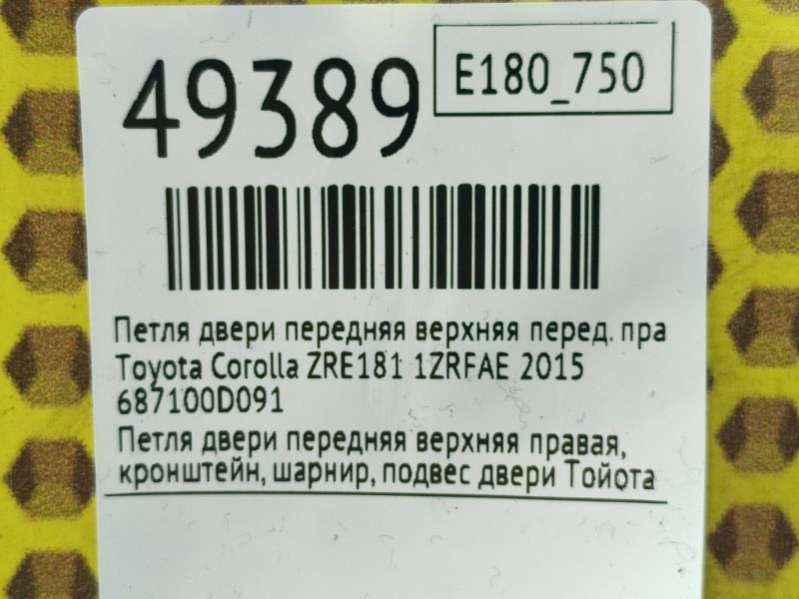 49389
E180_750
Петля двери передняя верхняя перед. пра
Toyota Corolla ZRE181 1ZRFAE 2015
687100D091
Петля двери передняя верхняя правая,
кронштейн, шарнир, подвес двери Тойота